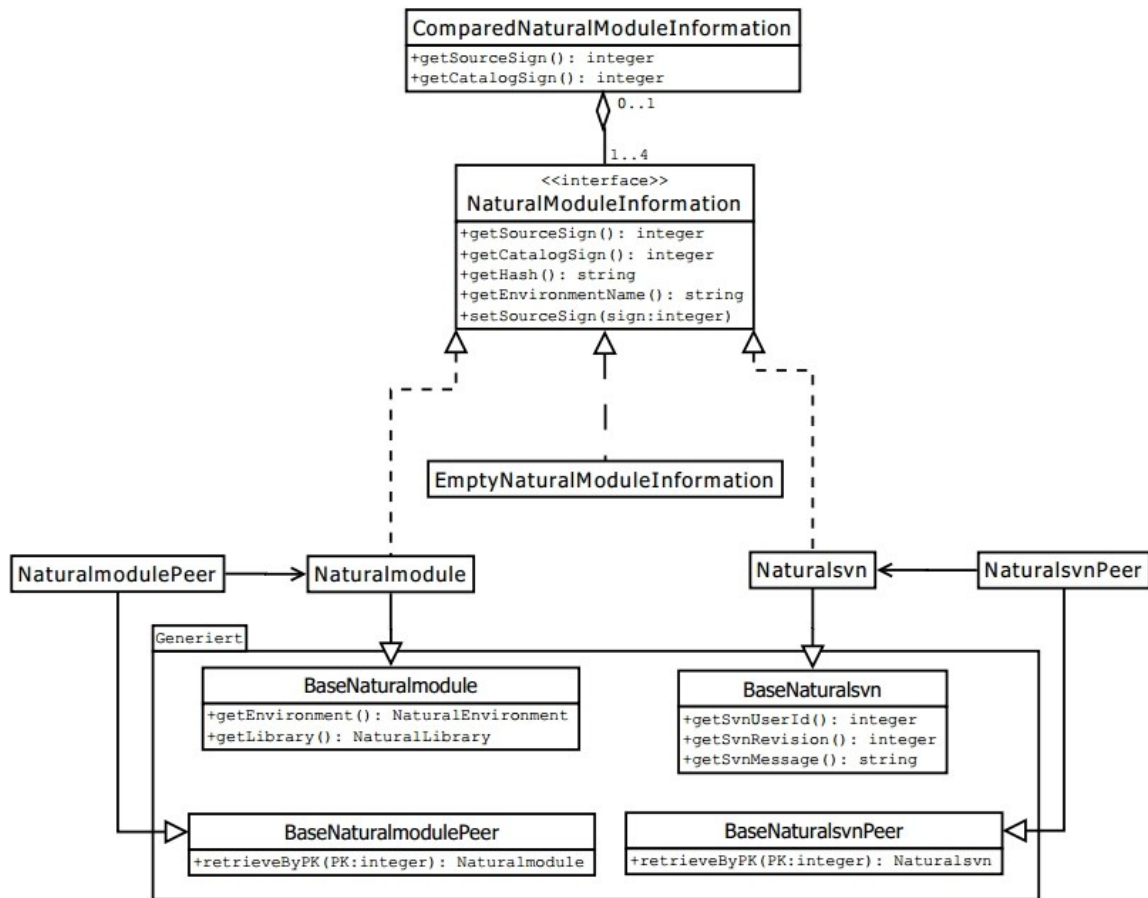 ComparedNaturalModuleInformation
+getSourceSign(): integer
+getCatalogSign(): integer
0..1
1..4
<<interface>>
NaturalModuleInformation
+getSourceSign(): integer
+getCatalogSign(): integer
+getHash(): string
+getEnvironmentName(): string
+setSourceSign(sign:integer)
EmptyNaturalModuleInformation
NaturalmodulePeer
Naturalmodule
Naturalsvn
NaturalsvnPeer
Generiert
BaseNaturalmodule
+getEnvironment(): NaturalEnvironment
+getLibrary(): NaturalLibrary
BaseNaturalsvn
+getSvnUserId(): integer
+getSvnRevision(): integer
+getSvnMessage(): string
BaseNaturalmodulePeer
+retrieveByPK(PK:integer): Naturalmodule
BaseNaturalsvnPeer
+retrieveByPK(PK:integer): Naturalsvn